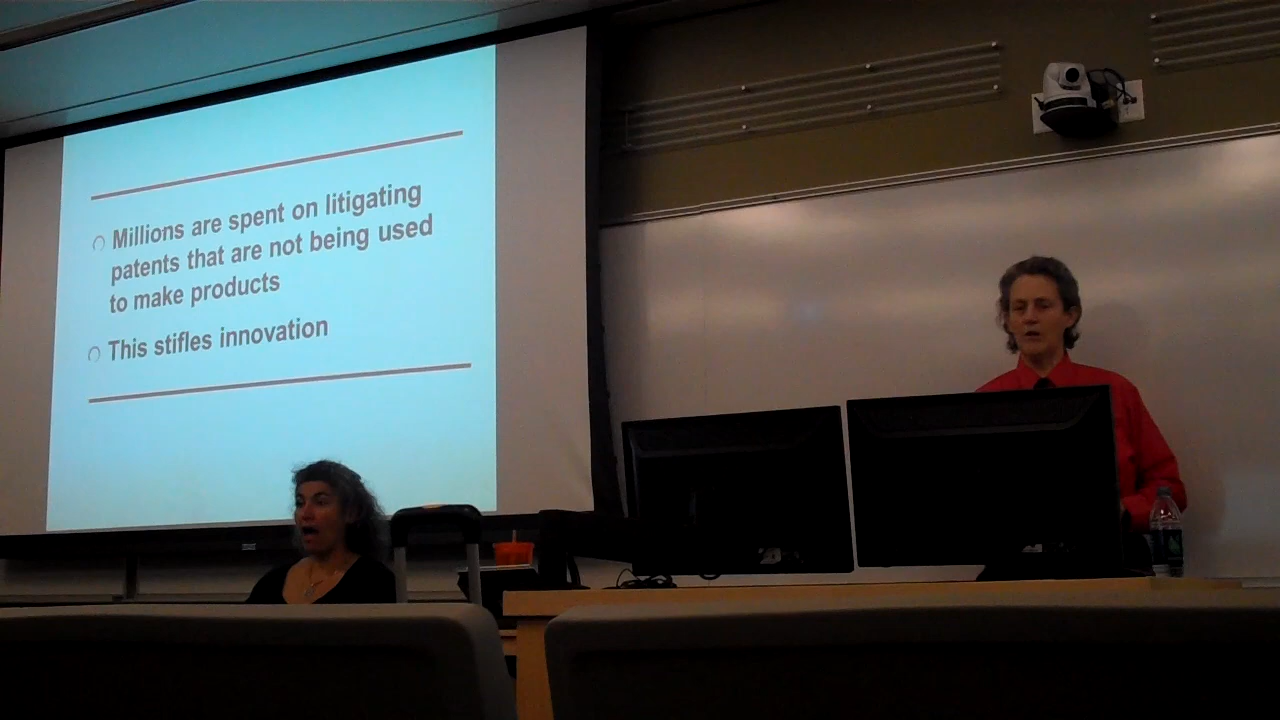 Millions are spent on litigating
patents that are not being used
to make products
This stifles innovation